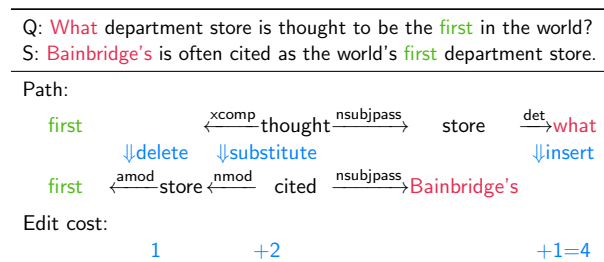 Q: What department store is thought to be the first in the world?
S: Bainbridge's is often cited as the world's first department store.
Path:
first ←xcomp thought nsubjpass→ store det→ what
⇓delete ⇓substitute ⇓insert
first ←amod store ←nmod cited nsubjpass→ Bainbridge's
Edit cost:
1 +2 +1=4